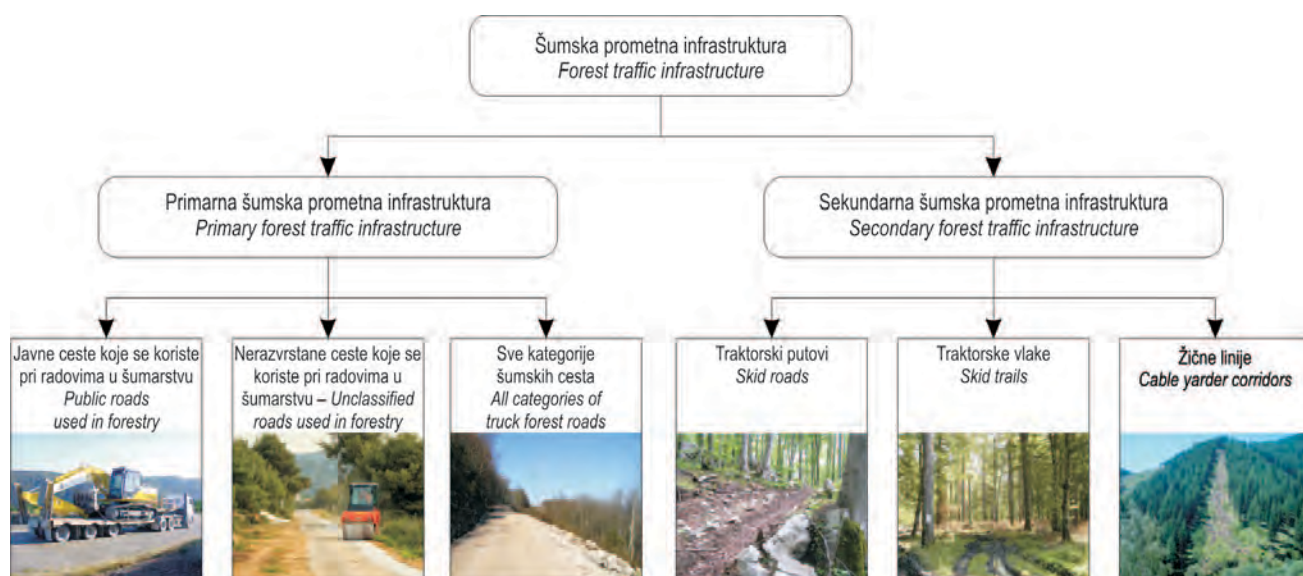 Šumska prometna infrastruktura
Forest traffic infrastructure
Primarna šumska prometna infrastruktura
Primary forest traffic infrastructure
Sekundarna šumska prometna infrastruktura
Secondary forest traffic infrastructure
Javne ceste koje se koriste
pri radovima u šumarstvu
Public roads
used in forestry
Nerazvrstane ceste koje se
koriste pri radovima u
šumarstvu – Unclassified
roads used in forestry
Sve kategorije
šumskih cesta
All categories of
truck forest roads
Traktorski putovi
Skid roads
Traktorske vlake
Skid trails
Žične linije
Cable yarder corridors